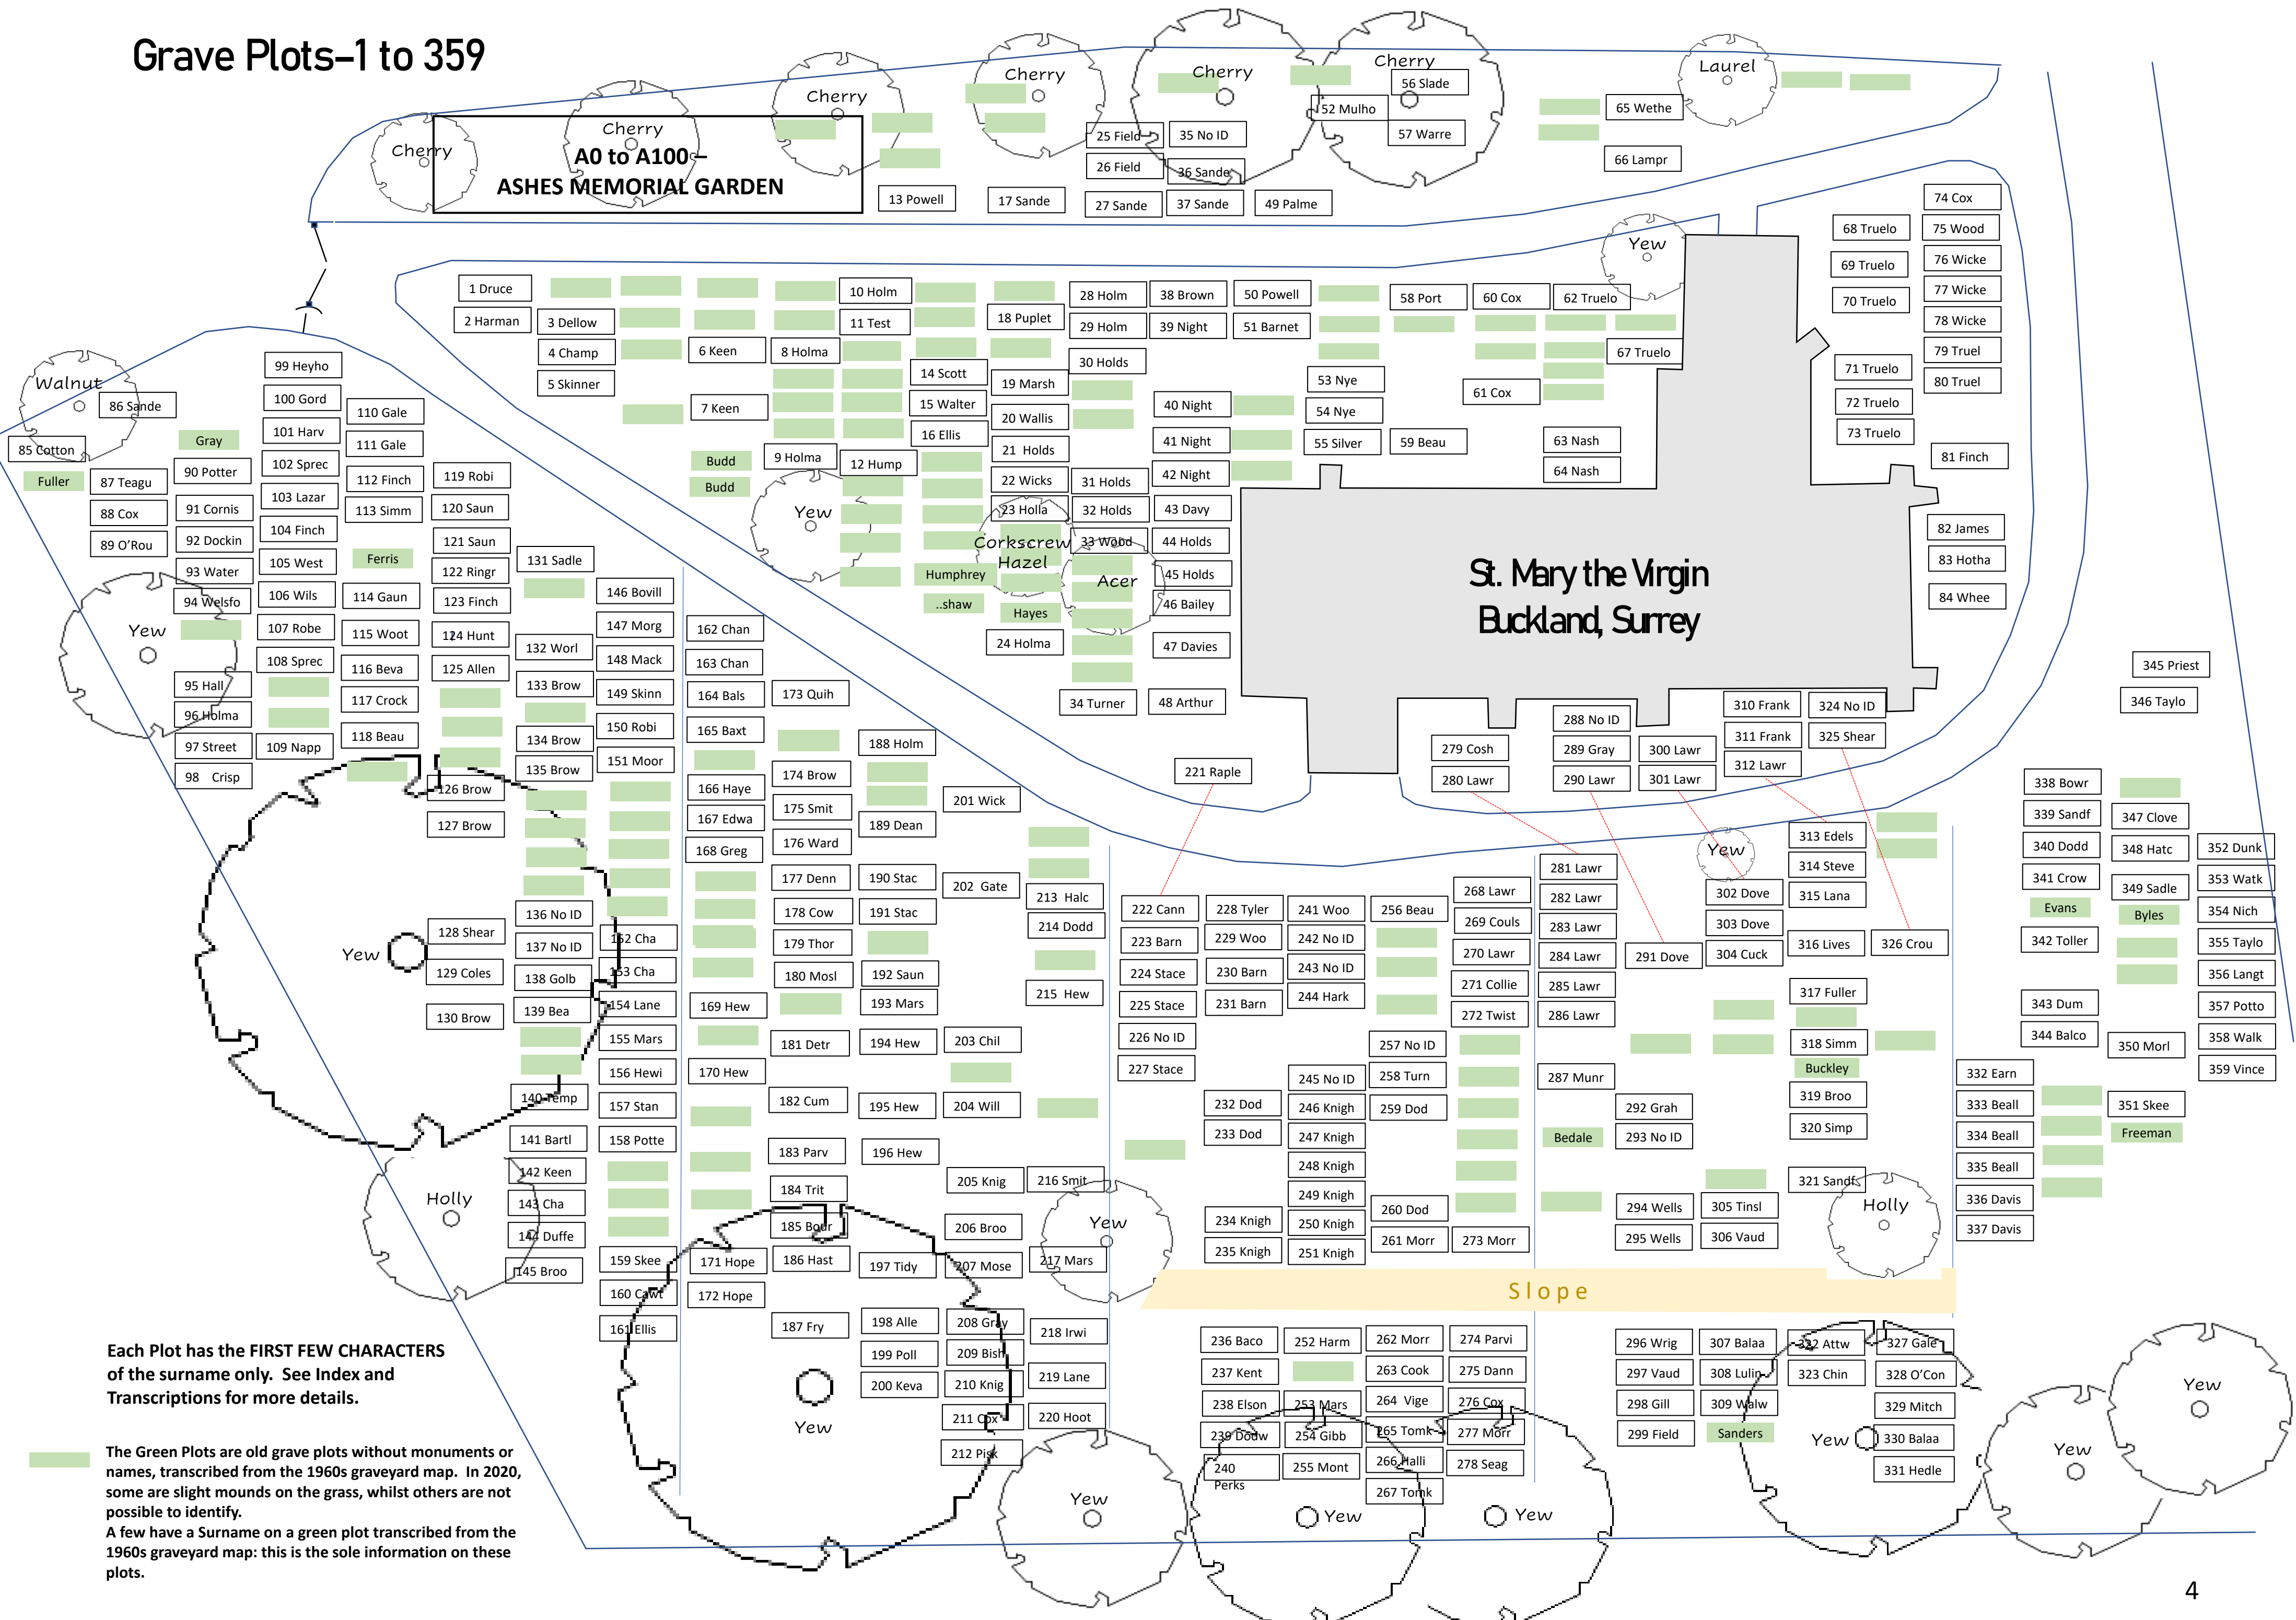 Grave Plots–1 to 359
Cherry
Cherry
Cherry
Cherry
Cherry
Cherry
Laurel
A0 to A100 –
ASHES MEMORIAL GARDEN
13 Powell
17 Sande
25 Field
26 Field
27 Sande
35 No ID
36 Sande
37 Sande
49 Palme
52 Mulho
56 Slade
57 Warre
65 Wethe
66 Lampr
Yew
1 Druce
2 Harman
3 Dellow
4 Champ
5 Skinner
6 Keen
7 Keen
Budd
Budd
8 Holma
9 Holma
10 Holm
11 Test
12 Hump
Yew
14 Scott
15 Walter
16 Ellis
Humphrey
..shaw
18 Puplet
19 Marsh
20 Wallis
21 Holds
22 Wicks
23 Holla
Corkscrew
Hazel
Hayes
24 Holma
28 Holm
29 Holm
30 Holds
31 Holds
32 Holds
33 Wood
Acer
34 Turner
38 Brown
39 Night
40 Night
41 Night
42 Night
43 Davy
44 Holds
45 Holds
46 Bailey
47 Davies
48 Arthur
50 Powell
51 Barnet
53 Nye
54 Nye
55 Silver
58 Port
59 Beau
60 Cox
61 Cox
62 Truelo
63 Nash
64 Nash
67 Truelo
68 Truelo
69 Truelo
70 Truelo
71 Truelo
72 Truelo
73 Truelo
74 Cox
75 Wood
76 Wicke
77 Wicke
78 Wicke
79 Truel
80 Truel
81 Finch
82 James
83 Hotha
84 Whee
St. Mary the Virgin
Buckland, Surrey
Walnut
85 Cotton
Fuller
86 Sande
87 Teagu
88 Cox
89 O’Rou
Gray
90 Potter
91 Cornis
92 Dockin
93 Water
94 Welsfo
Yew
95 Hall
96 Holma
97 Street
98 Crisp
99 Heyho
100 Gord
101 Harv
102 Sprec
103 Lazar
104 Finch
105 West
106 Wils
107 Robe
108 Sprec
109 Napp
110 Gale
111 Gale
112 Finch
113 Simm
Ferris
114 Gaun
115 Woot
116 Beva
117 Crock
118 Beau
119 Robi
120 Saun
121 Saun
122 Ringr
123 Finch
124 Hunt
125 Allen
126 Brow
127 Brow
128 Shear
129 Coles
130 Brow
Yew
131 Sadle
132 Worl
133 Brow
134 Brow
135 Brow
136 No ID
137 No ID
138 Golb
139 Bea
140 Temp
141 Bartl
142 Keen
143 Cha
144 Duffe
145 Broo
Holly
146 Bovill
147 Morg
148 Mack
149 Skinn
150 Robi
151 Moor
152 Cha
153 Cha
154 Lane
155 Mars
156 Hewi
157 Stan
158 Potte
159 Skee
160 Cawt
161 Ellis
162 Chan
163 Chan
164 Bals
165 Baxt
166 Haye
167 Edwa
168 Greg
169 Hew
170 Hew
171 Hope
172 Hope
173 Quih
174 Brow
175 Smit
176 Ward
177 Denn
178 Cow
179 Thor
180 Mosl
181 Detr
182 Cum
183 Parv
184 Trit
185 Bour
186 Hast
187 Fry
Yew
188 Holm
189 Dean
190 Stac
191 Stac
192 Saun
193 Mars
194 Hew
195 Hew
196 Hew
197 Tidy
198 Alle
199 Poll
200 Keva
201 Wick
202 Gate
203 Chil
204 Will
205 Knig
206 Broo
207 Mose
208 Gray
209 Bish
210 Knig
211 Cox
212 Pisk
213 Halc
214 Dodd
215 Hew
216 Smit
Yew
217 Mars
218 Irwi
219 Lane
220 Hoot
Yew
221 Raple
222 Cann
223 Barn
224 Stace
225 Stace
226 No ID
227 Stace
228 Tyler
229 Woo
230 Barn
231 Barn
232 Dod
233 Dod
234 Knigh
235 Knigh
236 Baco
237 Kent
238 Elson
239 Dodw
240
Perks
241 Woo
242 No ID
243 No ID
244 Hark
245 No ID
246 Knigh
247 Knigh
248 Knigh
249 Knigh
250 Knigh
251 Knigh
252 Harm
253 Mars
254 Gibb
255 Mont
Yew
256 Beau
257 No ID
258 Turn
259 Dod
260 Dod
261 Morr
262 Morr
263 Cook
264 Vige
265 Tomk
266 Halli
267 Tomk
268 Lawr
269 Couls
270 Lawr
271 Collie
272 Twist
273 Morr
274 Parvi
275 Dann
276 Cox
277 Morr
278 Seag
Yew
279 Cosh
280 Lawr
281 Lawr
282 Lawr
283 Lawr
284 Lawr
285 Lawr
286 Lawr
287 Munr
Bedale
288 No ID
289 Gray
290 Lawr
291 Dove
292 Grah
293 No ID
294 Wells
295 Wells
Slope
296 Wrig
297 Vaud
298 Gill
299 Field
300 Lawr
301 Lawr
Yew
302 Dove
303 Dove
304 Cuck
305 Tinsl
306 Vaud
307 Balaa
308 Lulin
309 Walw
Sanders
310 Frank
311 Frank
312 Lawr
313 Edels
314 Steve
315 Lana
316 Lives
317 Fuller
318 Simm
Buckley
319 Broo
320 Simp
321 Sandf
Holly
322 Attw
323 Chin
324 No ID
325 Shear
326 Crou
327 Gale
328 O’Con
329 Mitch
330 Balaa
331 Hedle
Yew
332 Earn
333 Beall
334 Beall
335 Beall
336 Davis
337 Davis
338 Bowr
339 Sandf
340 Dodd
341 Crow
Evans
342 Toller
343 Dum
344 Balco
345 Priest
346 Taylo
347 Clove
348 Hatc
349 Sadle
Byles
350 Morl
351 Skee
Freeman
352 Dunk
353 Watk
354 Nich
355 Taylo
356 Langt
357 Potto
358 Walk
359 Vince
Yew
Yew
Each Plot has the FIRST FEW CHARACTERS
of the surname only. See Index and
Transcriptions for more details.
The Green Plots are old grave plots without monuments or
names, transcribed from the 1960s graveyard map. In 2020,
some are slight mounds on the grass, whilst others are not
possible to identify.
A few have a Surname on a green plot transcribed from the
1960s graveyard map: this is the sole information on these
plots.
4